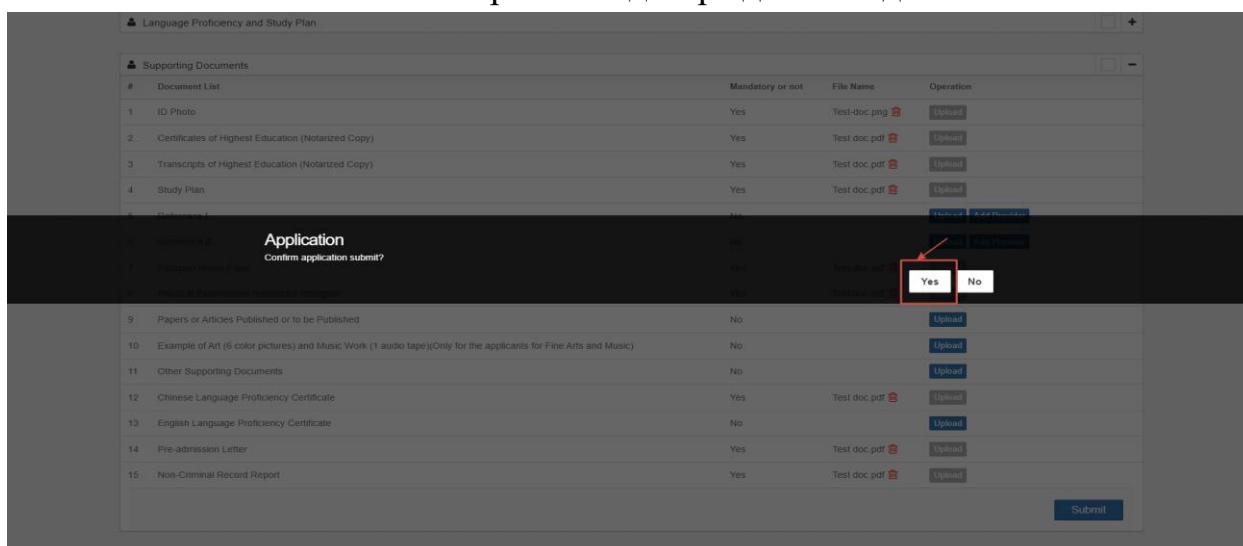 Language Proficiency and Study Plan +
Supporting Documents −
# Document List Mandatory or not File Name Operation
1 ID Photo Yes Test-doc.png Upload
2 Certificates of Highest Education (Notarized Copy) Yes Test doc.pdf Upload
3 Transcripts of Highest Education (Notarized Copy) Yes Test doc.pdf Upload
4 Study Plan Yes Test doc.pdf Upload
Application
Confirm application submit?
Yes No
9 Papers or Articles Published or to be Published No Upload
10 Example of Art (6 color pictures) and Music Work (1 audio tape)(Only for the applicants for Fine Arts and Music) No Upload
11 Other Supporting Documents No Upload
12 Chinese Language Proficiency Certificate Yes Test doc.pdf Upload
13 English Language Proficiency Certificate No Upload
14 Pre-admission Letter Yes Test doc.pdf Upload
15 Non-Criminal Record Report Yes Test doc.pdf Upload
Submit